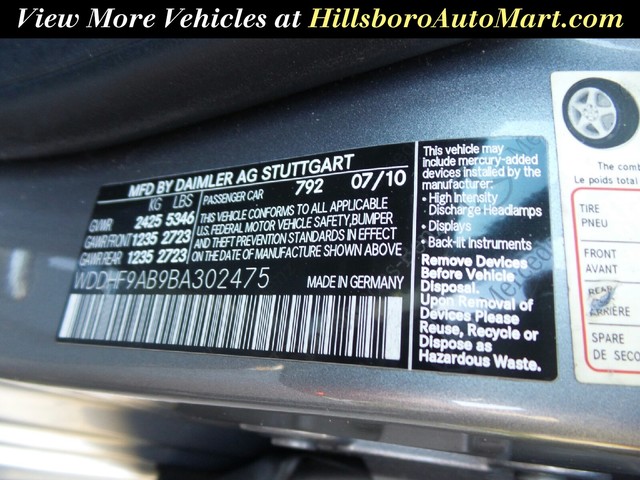 View More Vehicles at HillsboroAutoMart.com
MFD BY DAIMLER AG STUTTGART
KG LBS PASSENGER CAR 792 07/10
GVWR 2425 5346
GAWR FRONT 1235 2723
GAWR REAR 1235 2723
THIS VEHICLE CONFORMS TO ALL APPLICABLE
U.S. FEDERAL MOTOR VEHICLE SAFETY, BUMPER
AND THEFT PREVENTION STANDARDS IN EFFECT
ON THE DATE OF MANUFACTURE SHOWN ABOVE.
WDDHF9AB9BA302475 MADE IN GERMANY
This vehicle may
include mercury-added
devices installed by the
manufacturer:
• High Intensity
Discharge Headlamps
• Displays
• Back-lit Instruments
Remove Devices
Before Vehicle
Disposal.
Upon Removal of
Devices Please
Reuse, Recycle or
Dispose as
Hazardous Waste.
The comb
Le poids total
TIRE
PNEU
FRONT
AVANT
REAR
ARRIÈRE
SPARE
DE SECO